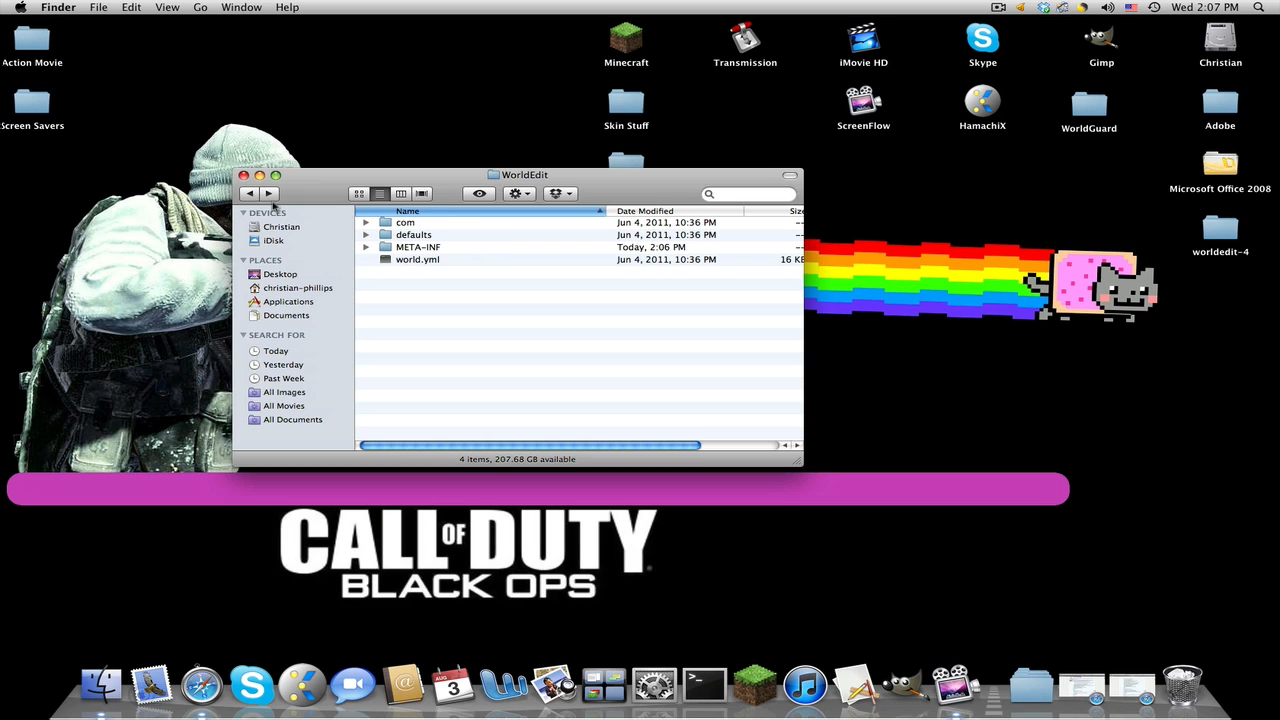 Finder File Edit View Go Window Help Wed 2:07 PM
Action Movie
Minecraft
Transmission
iMovie HD
Skype
Gimp
Christian
Screen Savers
Skin Stuff
ScreenFlow
HamachiX
WorldGuard
Adobe
Microsoft Office 2008
worldedit-4
WorldEdit
DEVICES
Christian
iDisk
PLACES
Desktop
christian-phillips
Applications
Documents
SEARCH FOR
Today
Yesterday
Past Week
All Images
All Movies
All Documents
Name Date Modified Siz
com Jun 4, 2011, 10:36 PM --
defaults Jun 4, 2011, 10:36 PM --
META-INF Today, 2:06 PM --
world.yml Jun 4, 2011, 10:36 PM 16 KB
4 items, 207.68 GB available
CALL OF DUTY
BLACK OPS
AUG
3